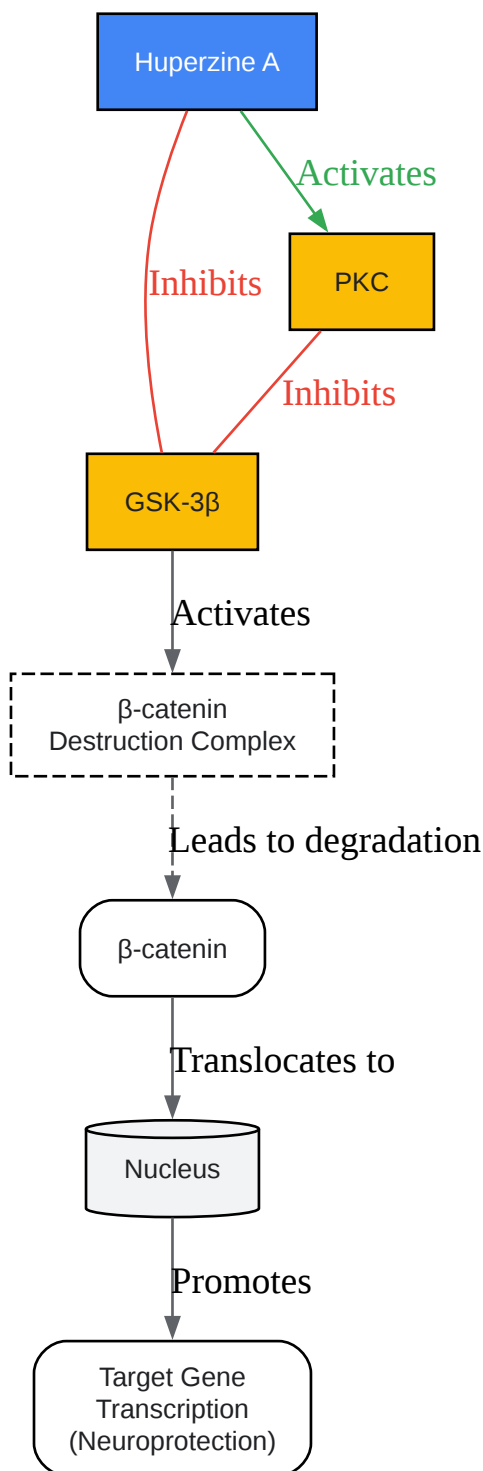 Huperzine A
Activates
PKC
Inhibits
Inhibits
GSK-3β
Activates
β-catenin
Destruction Complex
Leads to degradation
β-catenin
Translocates to
Nucleus
Promotes
Target Gene
Transcription
(Neuroprotection)